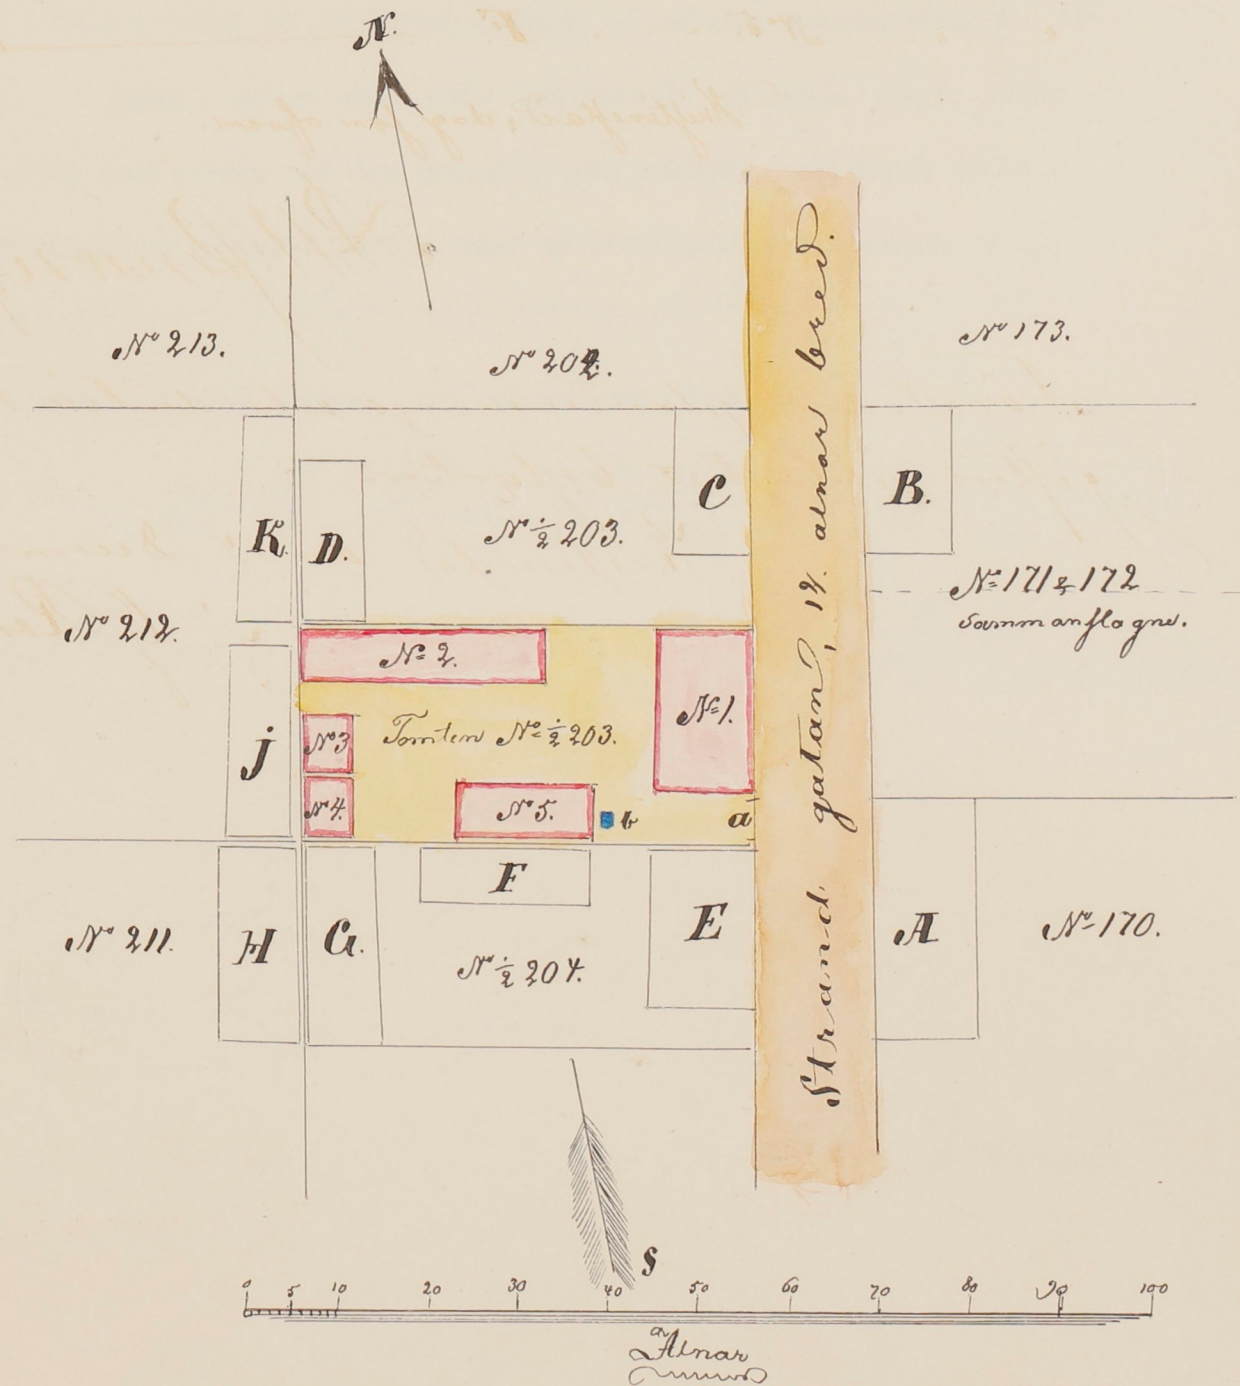 N.
No 213.
No 202.
No 173.
K.
D.
No ½ 203.
C
B.
No 171 & 172
Sammanslagne.
No 212.
No 2.
No 1.
j
No 3
Tomten No ½ 203.
No 4.
No 5.
b
a
Strand gatan, 12. alnar bred.
F
E
A
No 211.
H
G.
No ½ 204.
No 170.
S
0 5 10 20 30 40 50 60 70 80 90 100
Alnar